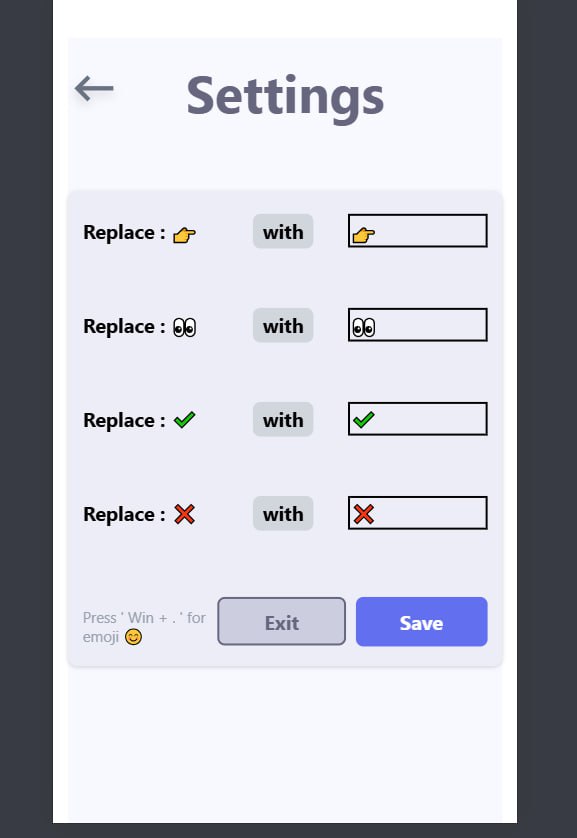 Settings
Replace : 👉 with 👉
Replace : 👀 with 👀
Replace : ✔ with ✔
Replace : ❌ with ❌
Press ' Win + . ' for
emoji 😊
Exit
Save